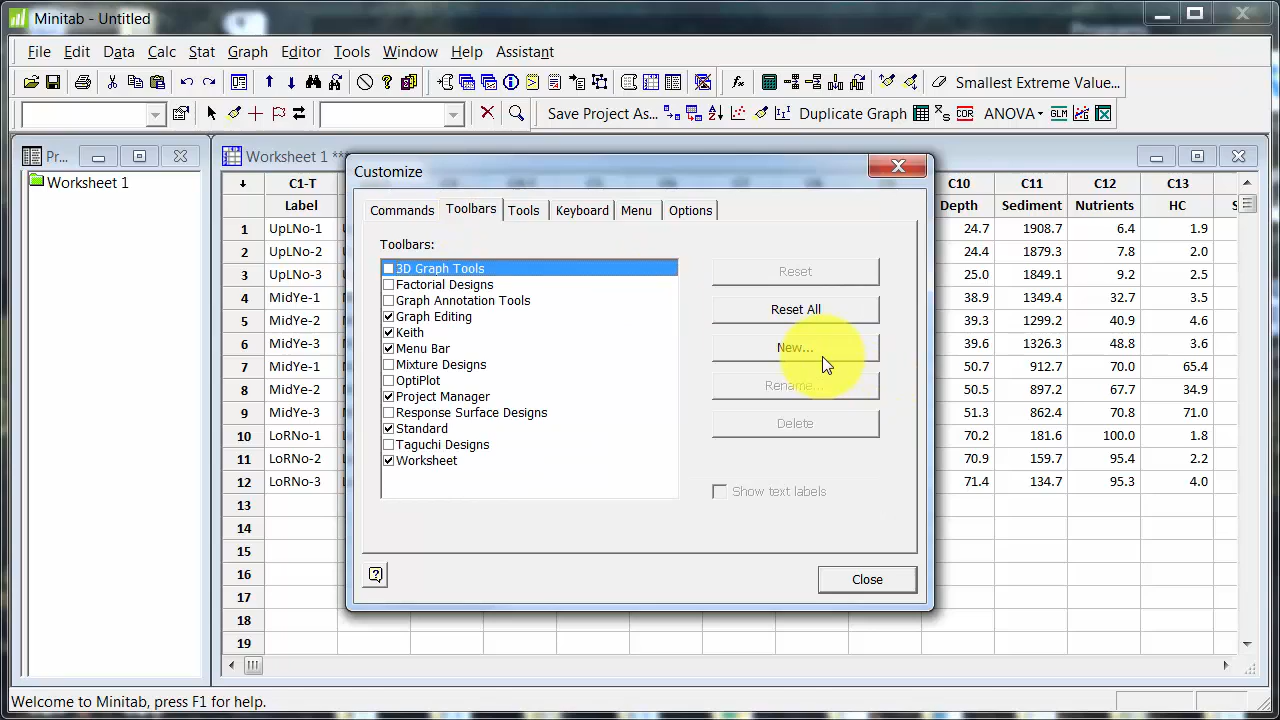 Minitab - Untitled
File Edit Data Calc Stat Graph Editor Tools Window Help Assistant
Smallest Extreme Value...
Save Project As... Duplicate Graph COR ANOVA GLM
Pr... Worksheet 1 ***
Worksheet 1
Customize
Commands Toolbars Tools Keyboard Menu Options
Toolbars:
3D Graph Tools
Factorial Designs
Graph Annotation Tools
Graph Editing
Keith
Menu Bar
Mixture Designs
OptiPlot
Project Manager
Response Surface Designs
Standard
Taguchi Designs
Worksheet
Reset
Reset All
New...
Rename...
Delete
Show text labels
Close
C1-T C10 C11 C12 C13
Label Depth Sediment Nutrients HC
1 UpLNo-1 24.7 1908.7 6.4 1.9
2 UpLNo-2 24.4 1879.3 7.8 2.0
3 UpLNo-3 25.0 1849.1 9.2 2.5
4 MidYe-1 38.9 1349.4 32.7 3.5
5 MidYe-2 39.3 1299.2 40.9 4.6
6 MidYe-3 39.6 1326.3 48.8 3.6
7 MidYe-1 50.7 912.7 70.0 65.4
8 MidYe-2 50.5 897.2 67.7 34.9
9 MidYe-3 51.3 862.4 70.8 71.0
10 LoRNo-1 70.2 181.6 100.0 1.8
11 LoRNo-2 70.9 159.7 95.4 2.2
12 LoRNo-3 71.4 134.7 95.3 4.0
13
14
15
16
17
18
19
Welcome to Minitab, press F1 for help.